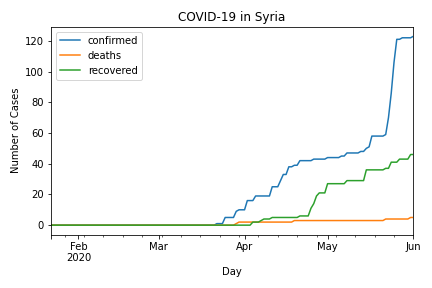 COVID-19 in Syria
confirmed
deaths
recovered
Number of Cases
120
100
80
60
40
20
0
Feb
2020
Mar
Apr
May
Jun
Day